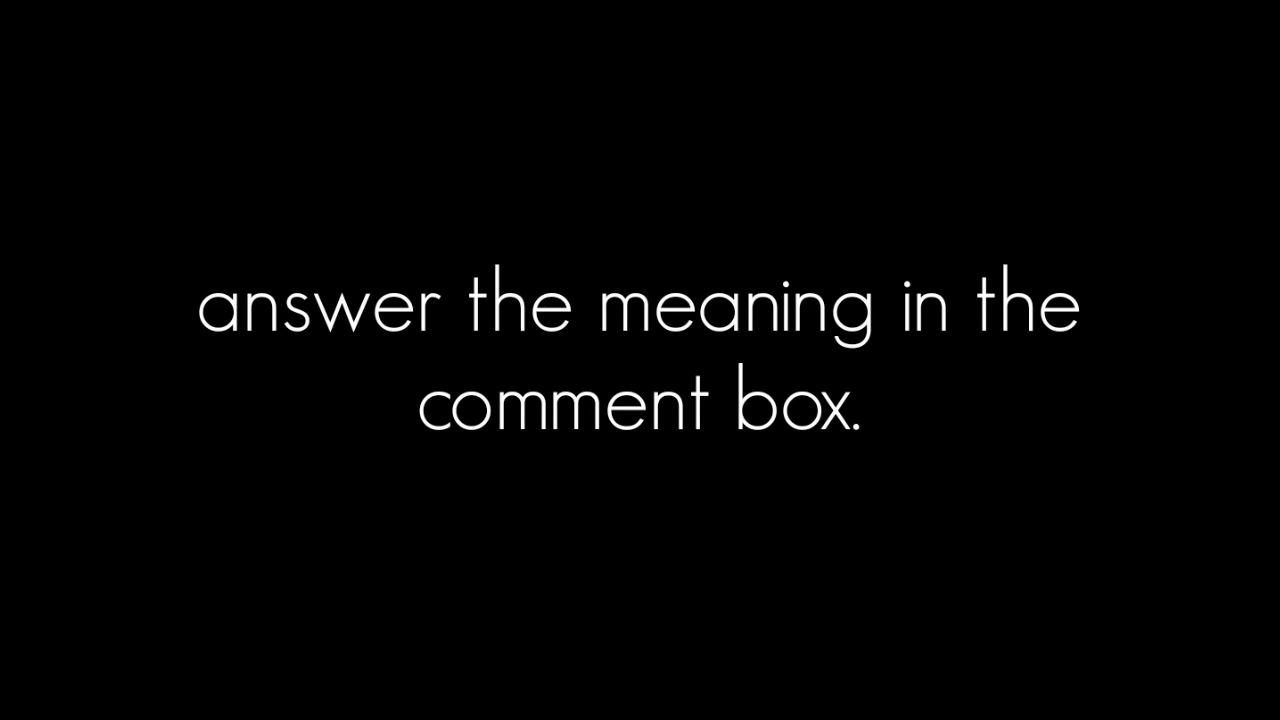 answer the meaning in the
comment box.